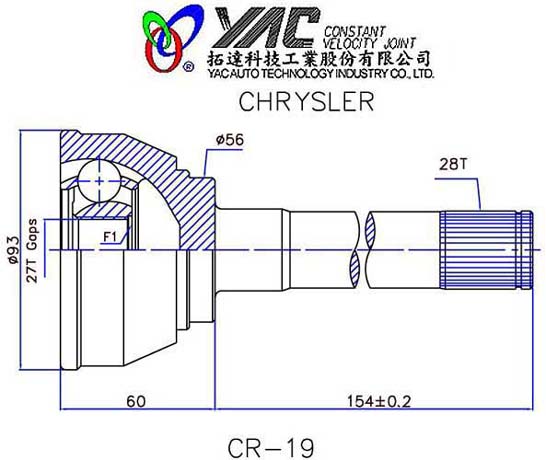 YAC CONSTANT
VELOCITY JOINT
®
拓達科技工業股份有限公司
YAC AUTO TECHNOLOGY INDUSTRY CO., LTD.
CHRYSLER
ø56
28T
ø93
27T Gaps
F1
60
154±0.2
CR-19